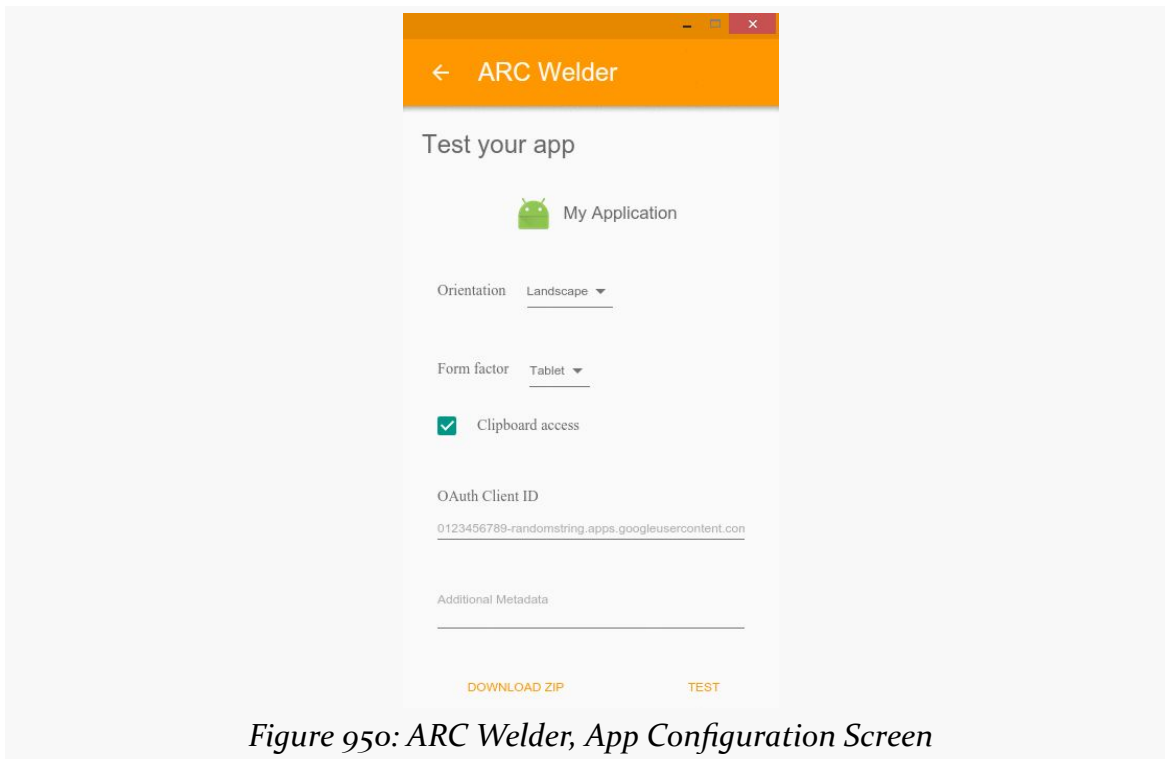 ARC Welder
Test your app
My Application
Orientation Landscape
Form factor Tablet
Clipboard access
OAuth Client ID
0123456789-randomstring.apps.googleusercontent.com
Additional Metadata
DOWNLOAD ZIP TEST
Figure 950: ARC Welder, App Configuration Screen